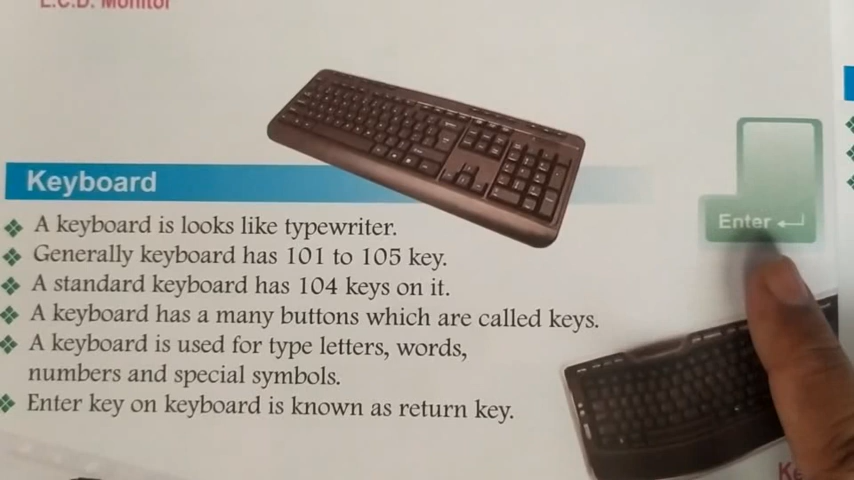 L.C.D. Monitor
Keyboard
A keyboard is looks like typewriter.
Generally keyboard has 101 to 105 key.
A standard keyboard has 104 keys on it.
A keyboard has a many buttons which are called keys.
A keyboard is used for type letters, words,
numbers and special symbols.
Enter key on keyboard is known as return key.
Enter